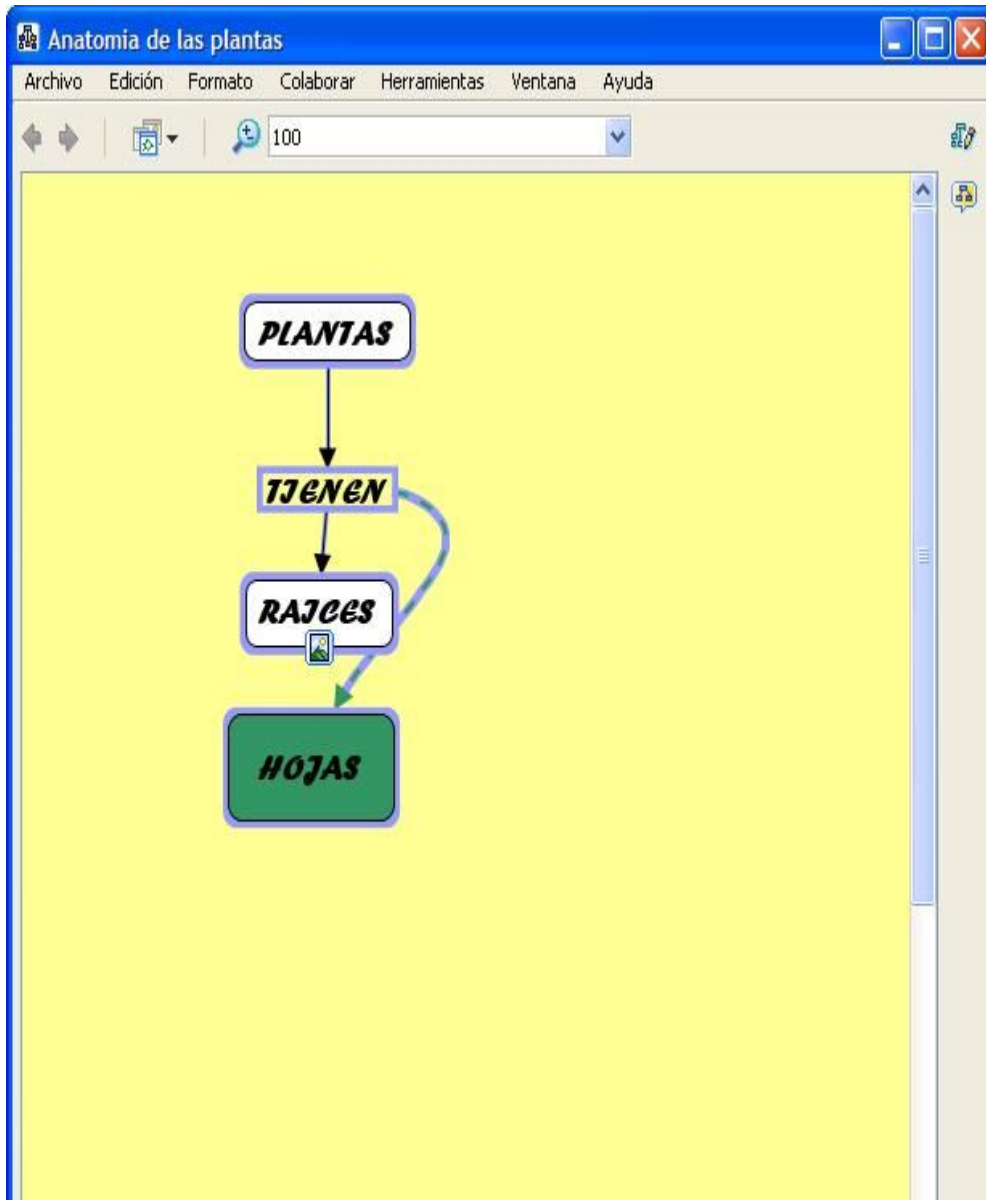 Anatomia de las plantas
Archivo Edición Formato Colaborar Herramientas Ventana Ayuda
100
PLANTAS
TIENEN
RAICES
HOJAS